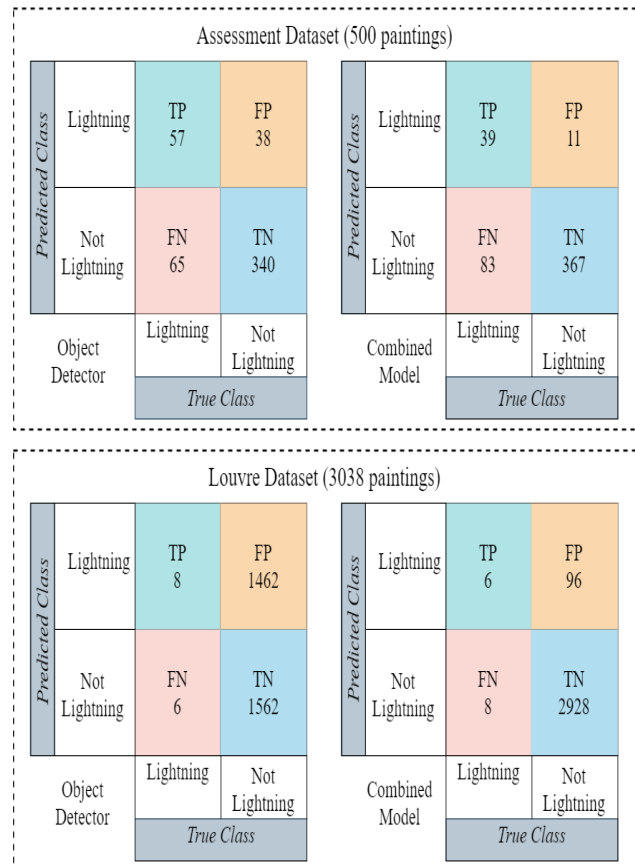 Assessment Dataset (500 paintings)
Predicted Class
Lightning
TP
57
FP
38
Not
Lightning
FN
65
TN
340
Object
Detector
Lightning
Not
Lightning
True Class
Predicted Class
Lightning
TP
39
FP
11
Not
Lightning
FN
83
TN
367
Combined
Model
Lightning
Not
Lightning
True Class
Louvre Dataset (3038 paintings)
Predicted Class
Lightning
TP
8
FP
1462
Not
Lightning
FN
6
TN
1562
Object
Detector
Lightning
Not
Lightning
True Class
Predicted Class
Lightning
TP
6
FP
96
Not
Lightning
FN
8
TN
2928
Combined
Model
Lightning
Not
Lightning
True Class